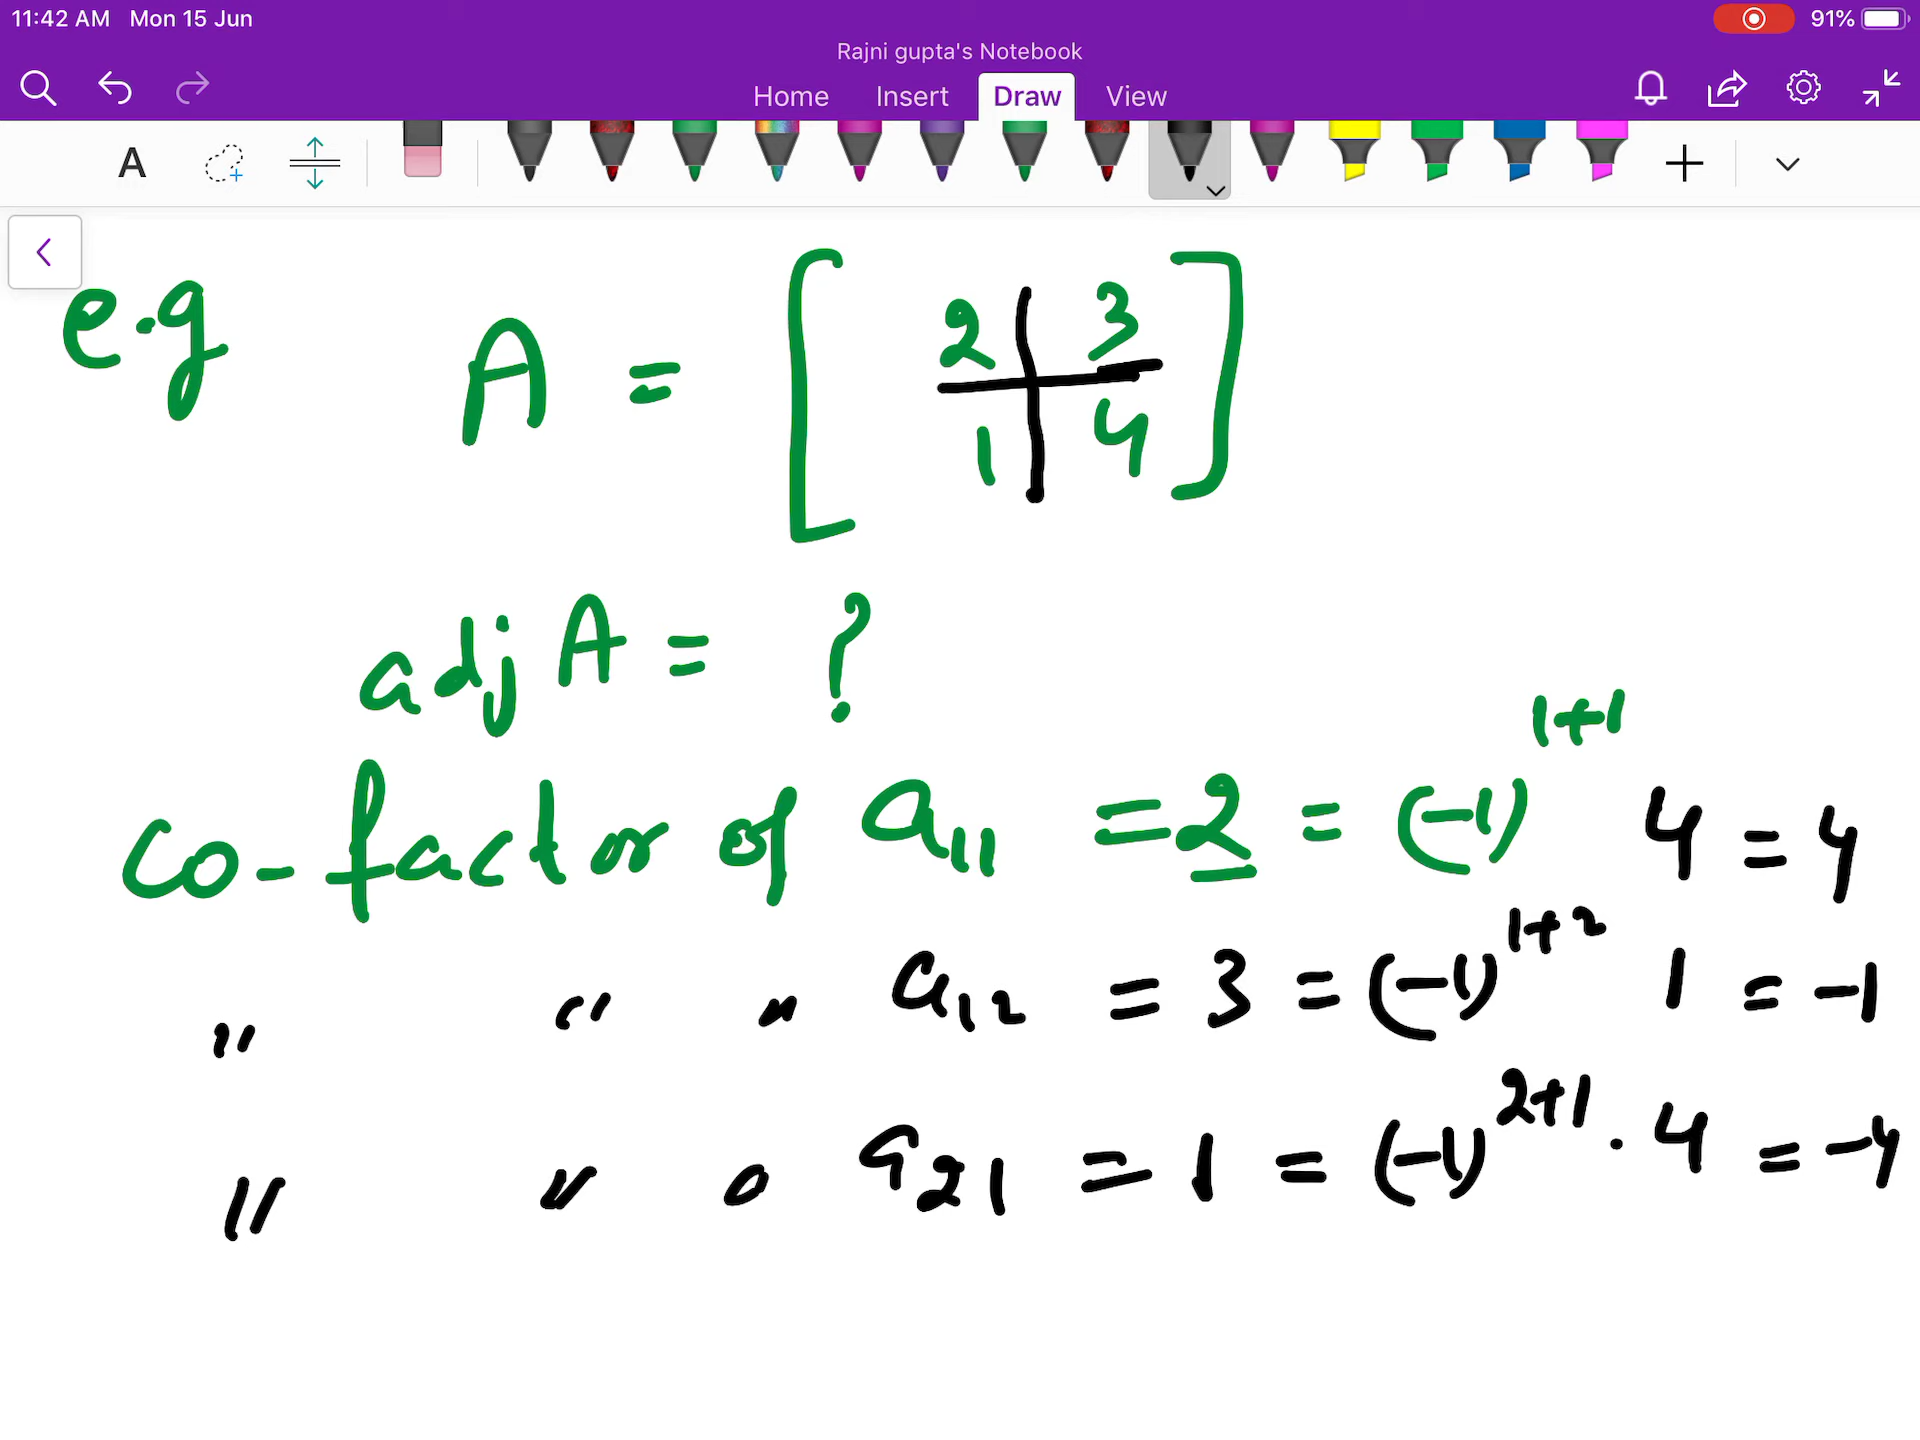 11:42 AM Mon 15 Jun 91%
Rajni gupta's Notebook
Home Insert Draw View
A
e.g A = [ 2 3
1 4 ]
adj A = ?
co-factor of a11 = 2 = (-1)^1+1 4 = 4
" " " a12 = 3 = (-1)^1+2 1 = -1
" " " a21 = 1 = (-1)^2+1 . 4 = -4